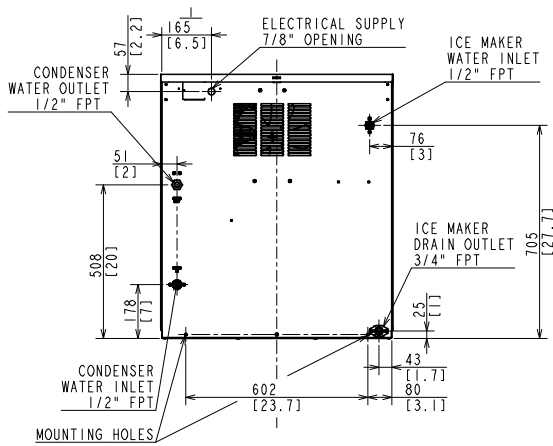 165
[6.5]
57
[2.2]
ELECTRICAL SUPPLY
7/8" OPENING
ICE MAKER
WATER INLET
1/2" FPT
CONDENSER
WATER OUTLET
1/2" FPT
51
[2]
76
[3]
705
[27.7]
508
[20]
178
[7]
ICE MAKER
DRAIN OUTLET
3/4" FPT
25
[1]
43
[1.7]
CONDENSER
WATER INLET
1/2" FPT
602
[23.7]
80
[3.1]
MOUNTING HOLES